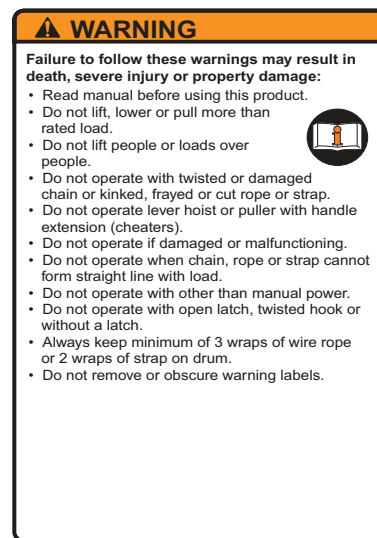 WARNING
Failure to follow these warnings may result in
death, severe injury or property damage:
• Read manual before using this product.
• Do not lift, lower or pull more than
rated load.
• Do not lift people or loads over
people.
• Do not operate with twisted or damaged
chain or kinked, frayed or cut rope or strap.
• Do not operate lever hoist or puller with handle
extension (cheaters).
• Do not operate if damaged or malfunctioning.
• Do not operate when chain, rope or strap cannot
form straight line with load.
• Do not operate with other than manual power.
• Do not operate with open latch, twisted hook or
without a latch.
• Always keep minimum of 3 wraps of wire rope
or 2 wraps of strap on drum.
• Do not remove or obscure warning labels.